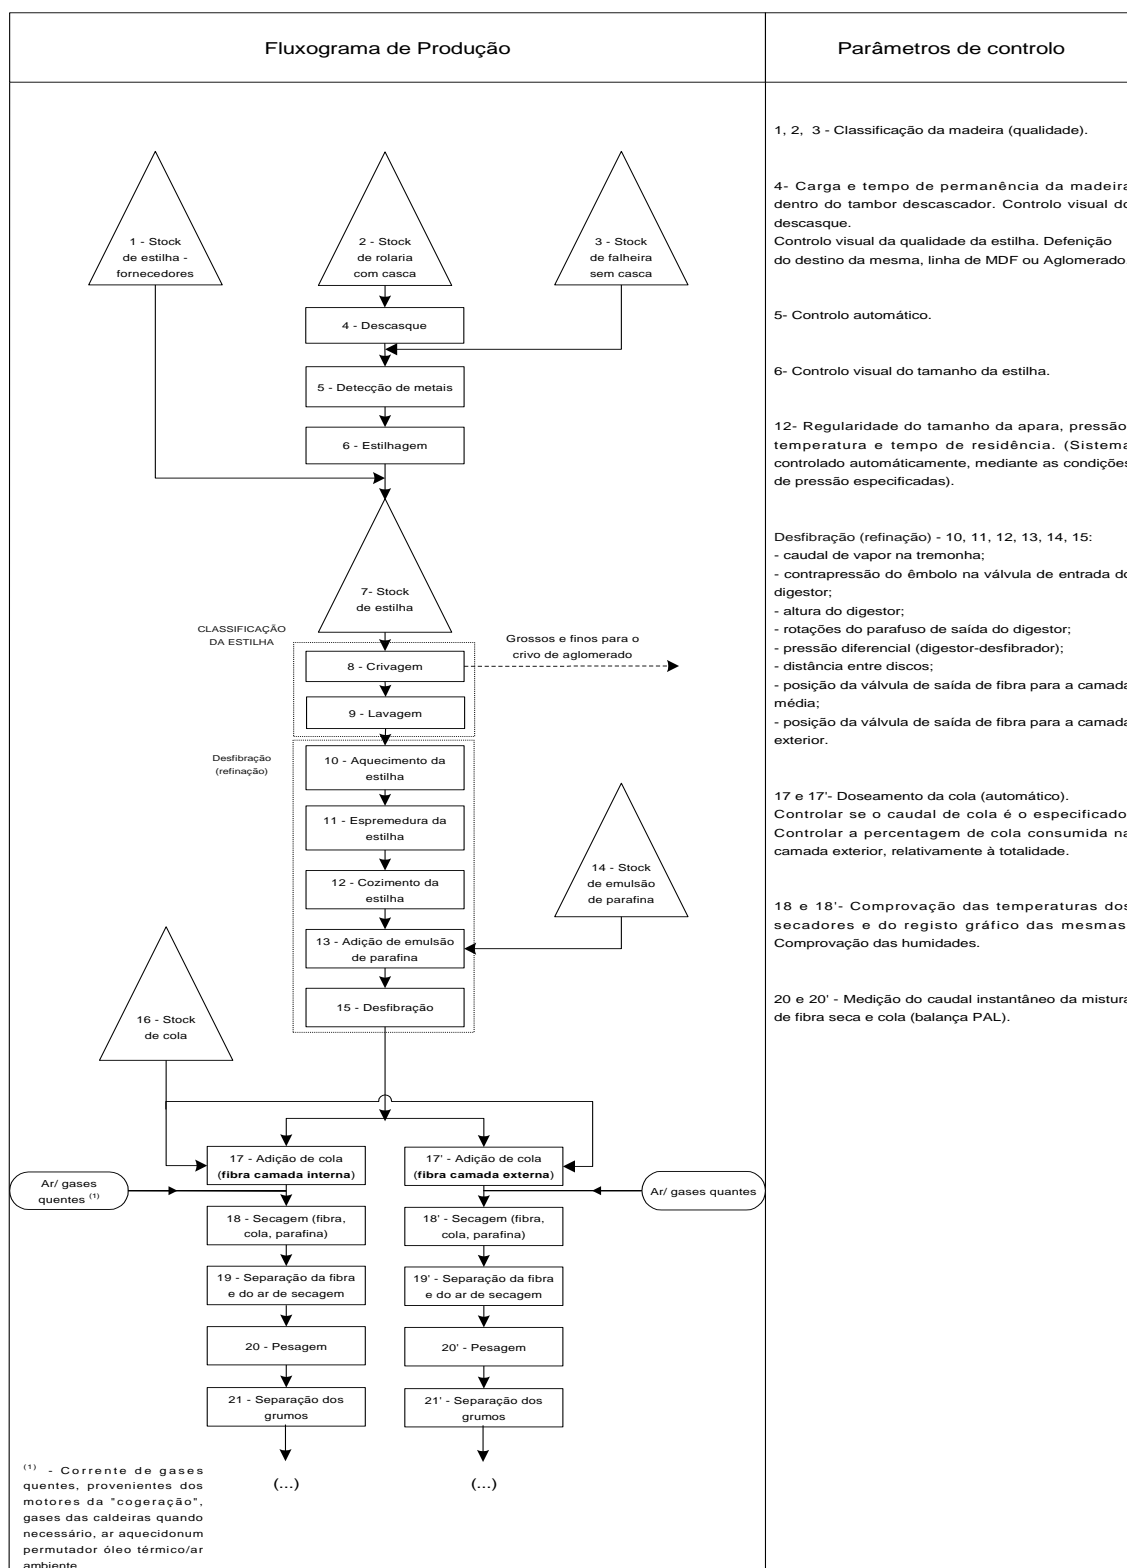 Fluxograma de Produção
Parâmetros de controlo
1 - Stock
de estilha -
fornecedores
2 - Stock
de rolaria
com casca
3 - Stock
de falheira
sem casca
4 - Descasque
5 - Detecção de metais
6 - Estilhagem
7- Stock
de estilha
CLASSIFICAÇÃO
DA ESTILHA
Grossos e finos para o
crivo de aglomerado
8 - Crivagem
9 - Lavagem
Desfibração
(refinação)
10 - Aquecimento da
estilha
11 - Espremedura da
estilha
12 - Cozimento da
estilha
13 - Adição de emulsão
de parafina
14 - Stock
de emulsão
de parafina
15 - Desfibração
16 - Stock
de cola
17 - Adição de cola
(fibra camada interna)
17' - Adição de cola
(fibra camada externa)
Ar/ gases
quentes (1)
Ar/ gases quantes
18 - Secagem (fibra,
cola, parafina)
18' - Secagem (fibra,
cola, parafina)
19 - Separação da fibra
e do ar de secagem
19' - Separação da fibra
e do ar de secagem
20 - Pesagem
20' - Pesagem
21 - Separação dos
grumos
21' - Separação dos
grumos
(...)
(...)
(1) - Corrente de gases
quentes, provenientes dos
motores da "cogeração",
gases das caldeiras quando
necessário, ar aquecidonum
permutador óleo térmico/ar
ambiente
1, 2, 3 - Classificação da madeira (qualidade).
4- Carga e tempo de permanência da madeira
dentro do tambor descascador. Controlo visual do
descasque.
Controlo visual da qualidade da estilha. Defenição
do destino da mesma, linha de MDF ou Aglomerado
5- Controlo automático.
6- Controlo visual do tamanho da estilha.
12- Regularidade do tamanho da apara, pressão
temperatura e tempo de residência. (Sistema
controlado automáticamente, mediante as condições
de pressão especificadas).
Desfibração (refinação) - 10, 11, 12, 13, 14, 15:
- caudal de vapor na tremonha;
- contrapressão do êmbolo na válvula de entrada do
digestor;
- altura do digestor;
- rotações do parafuso de saída do digestor;
- pressão diferencial (digestor-desfibrador);
- distância entre discos;
- posição da válvula de saída de fibra para a camada
média;
- posição da válvula de saída de fibra para a camada
exterior.
17 e 17'- Doseamento da cola (automático).
Controlar se o caudal de cola é o especificado
Controlar a percentagem de cola consumida na
camada exterior, relativamente à totalidade.
18 e 18'- Comprovação das temperaturas dos
secadores e do registo gráfico das mesmas
Comprovação das humidades.
20 e 20' - Medição do caudal instantâneo da mistura
de fibra seca e cola (balança PAL).